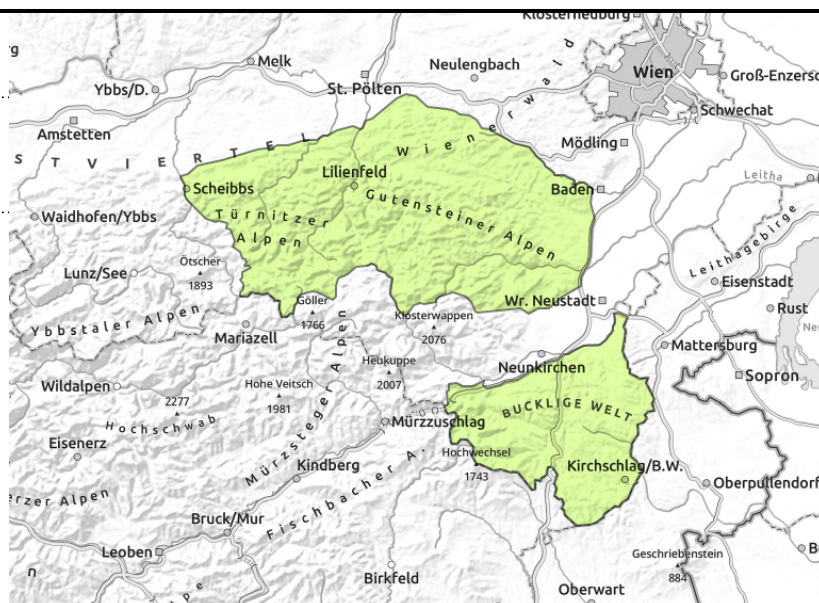 Klosterneuburg
Melk
Neulengbach
Wien
Groß-Enzersd
Ybbs/D.
St. Pölten
Schwechat
Amstetten
Wienerwald
Mödling
STVIERTEL
Leitha
Scheibbs
Lilienfeld
Baden
Waidhofen/Ybbs
Türnitzer
Alpen
Gutensteiner Alpen
Leithagebirge
Ötscher
1893
Lunz/See
Eisenstadt
Göller
1766
Wr. Neustadt
Rust
Ybbstaler Alpen
Klosterwappen
2076
Mariazell
Neu
Mattersburg
Heukuppe
2007
Neunkirchen
Wildalpen
Hohe Veitsch
1981
Sopron
2277
Hochschwab
BUCKLIGE WELT
Mürzsteger Alpen
Mürzzuschlag
Eisenerz
Hochwechsel
1743
Kirchschlag/B.W.
Kindberg
Fischbacher A.
Oberpullendorf
erzer Alpen
Bruck/Mur
Leoben
Geschriebenstein
884
Birkfeld
Oberwart